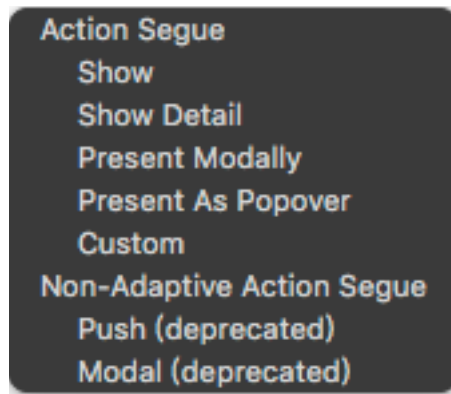 Action Segue
Show
Show Detail
Present Modally
Present As Popover
Custom
Non-Adaptive Action Segue
Push (deprecated)
Modal (deprecated)